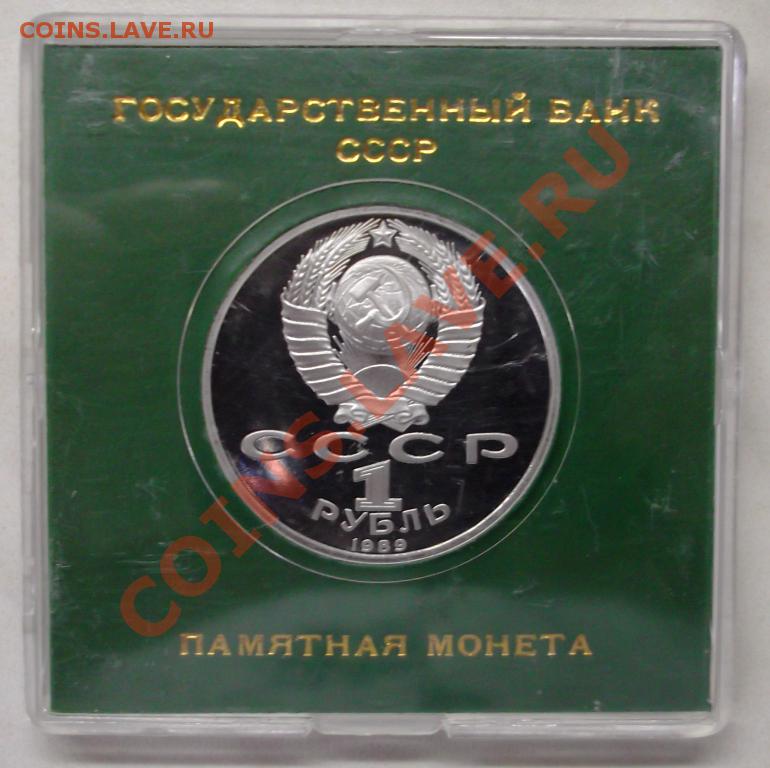 COINS.LAVE.RU
ГОСУДАРСТВЕННЫЙ БАНК
СССР
СССР
1
РУБЛЬ
1989
ПАМЯТНАЯ МОНЕТА
COINS.LAVE.RU